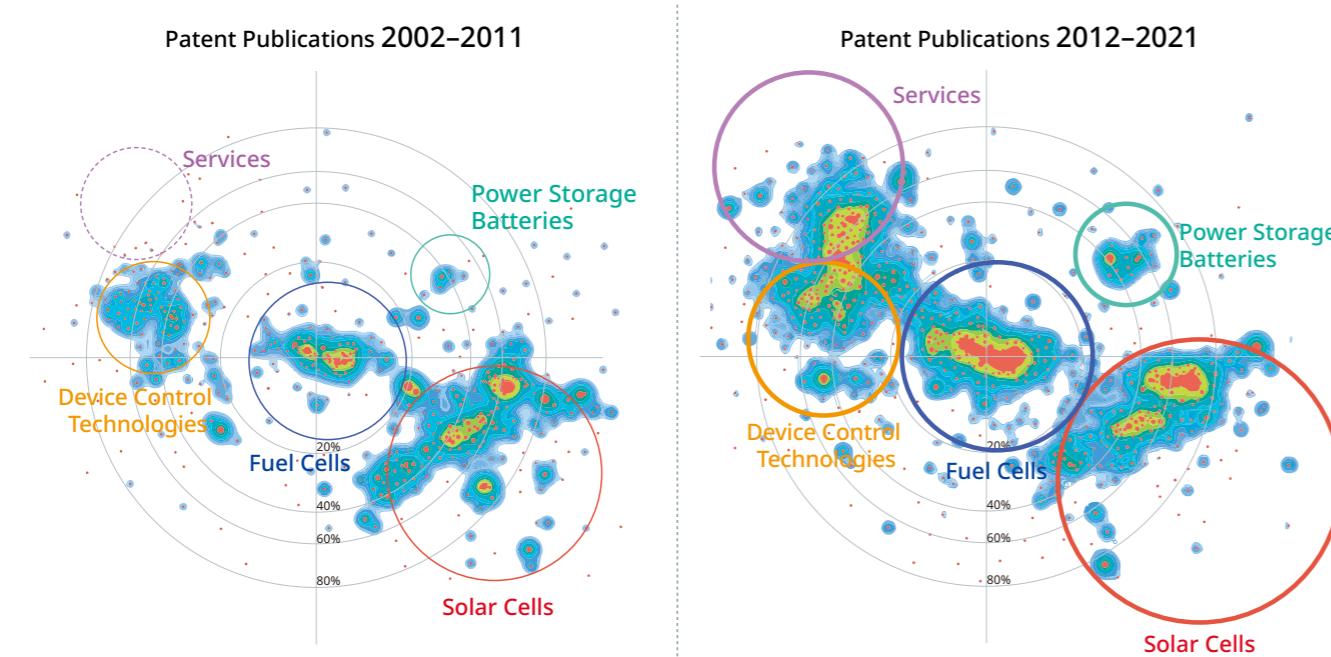 Patent Publications 2002–2011
Services
Power Storage
Batteries
Device Control
Technologies
Fuel Cells
20%
40%
60%
80%
Solar Cells
Patent Publications 2012–2021
Services
Power Storage
Batteries
Device Control
Technologies
Fuel Cells
20%
40%
60%
80%
Solar Cells